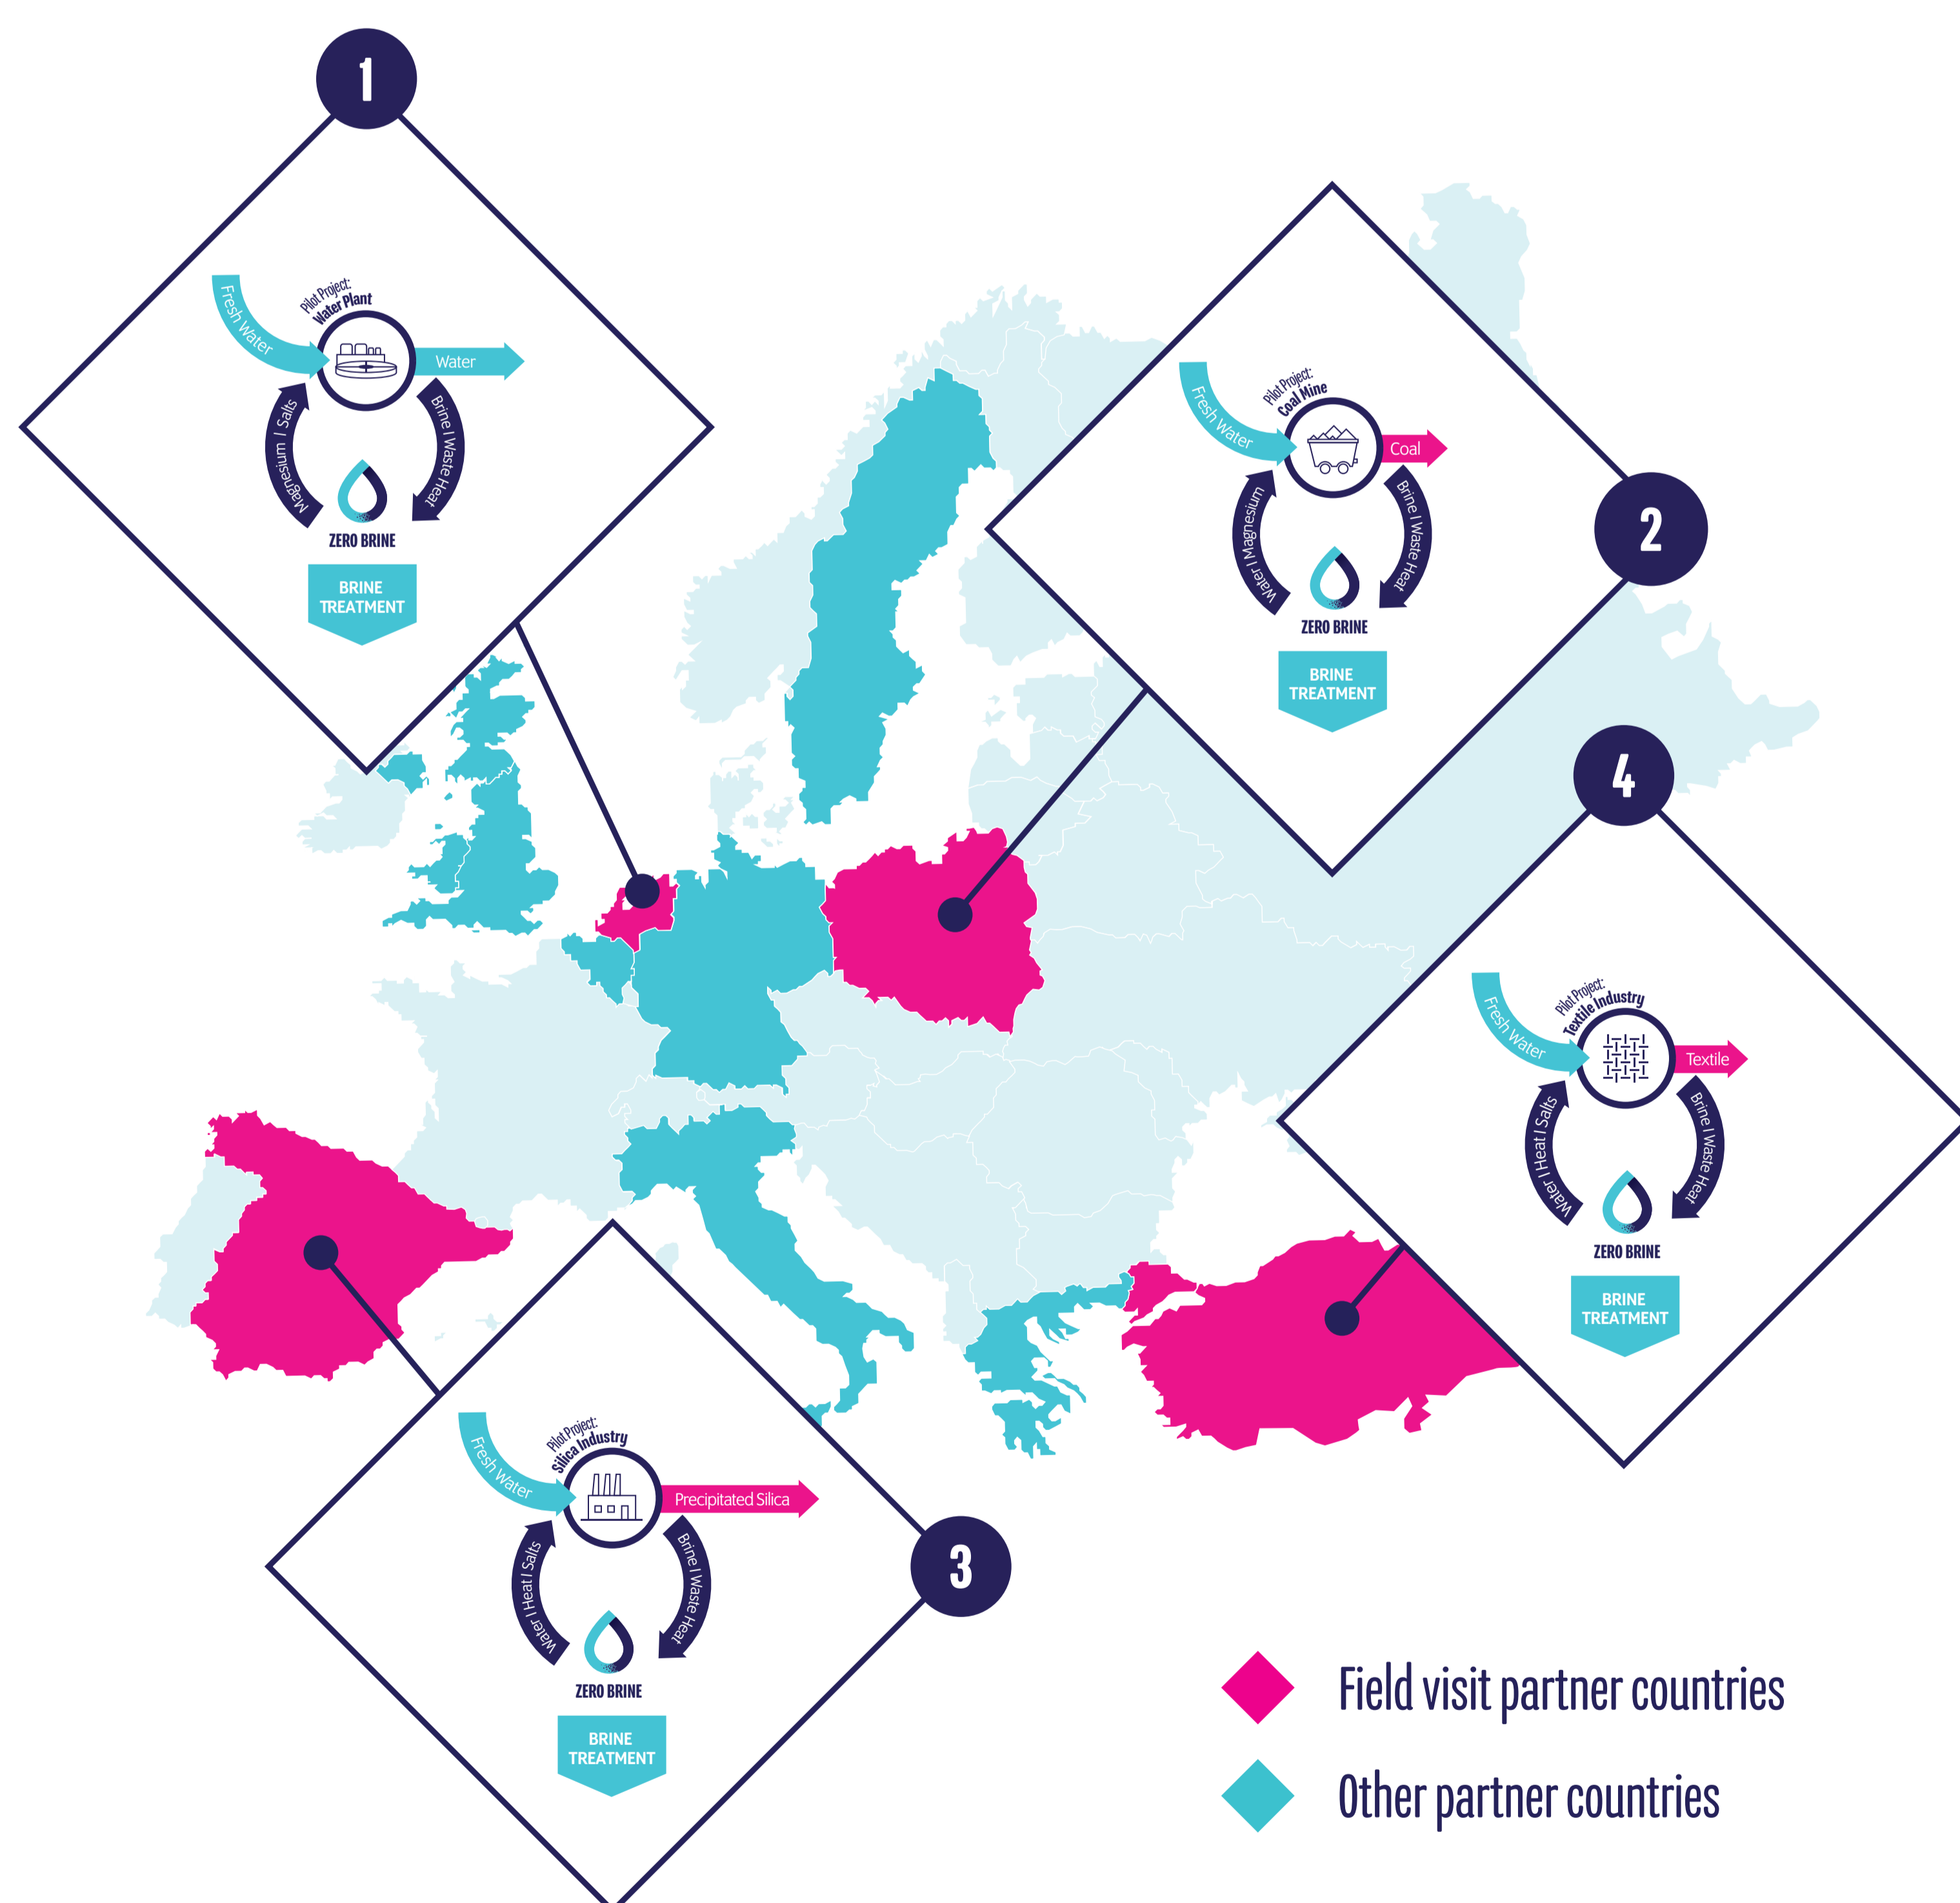 1
Pilot Project:
Water Plant
Fresh Water
Water
Magnesium | Salts
Brine | Waste Heat
ZERO BRINE
BRINE
TREATMENT
2
Pilot Project:
Coal Mine
Fresh Water
Coal
Water | Magnesium
Brine | Waste Heat
ZERO BRINE
BRINE
TREATMENT
4
Pilot Project:
Textile Industry
Fresh Water
Textile
Water | Heat | Salts
Brine | Waste Heat
ZERO BRINE
BRINE
TREATMENT
3
Pilot Project:
Silica Industry
Fresh Water
Precipitated Silica
Water | Heat | Salts
Brine | Waste Heat
ZERO BRINE
BRINE
TREATMENT
Field visit partner countries
Other partner countries